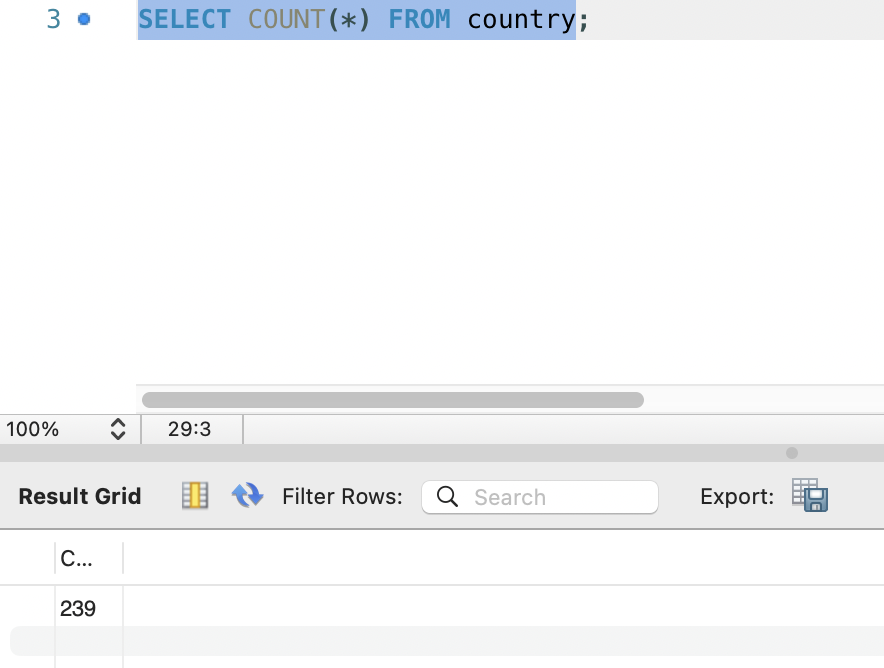 3 SELECT COUNT(*) FROM country;
100% 29:3
Result Grid Filter Rows: Search Export:
C...
239